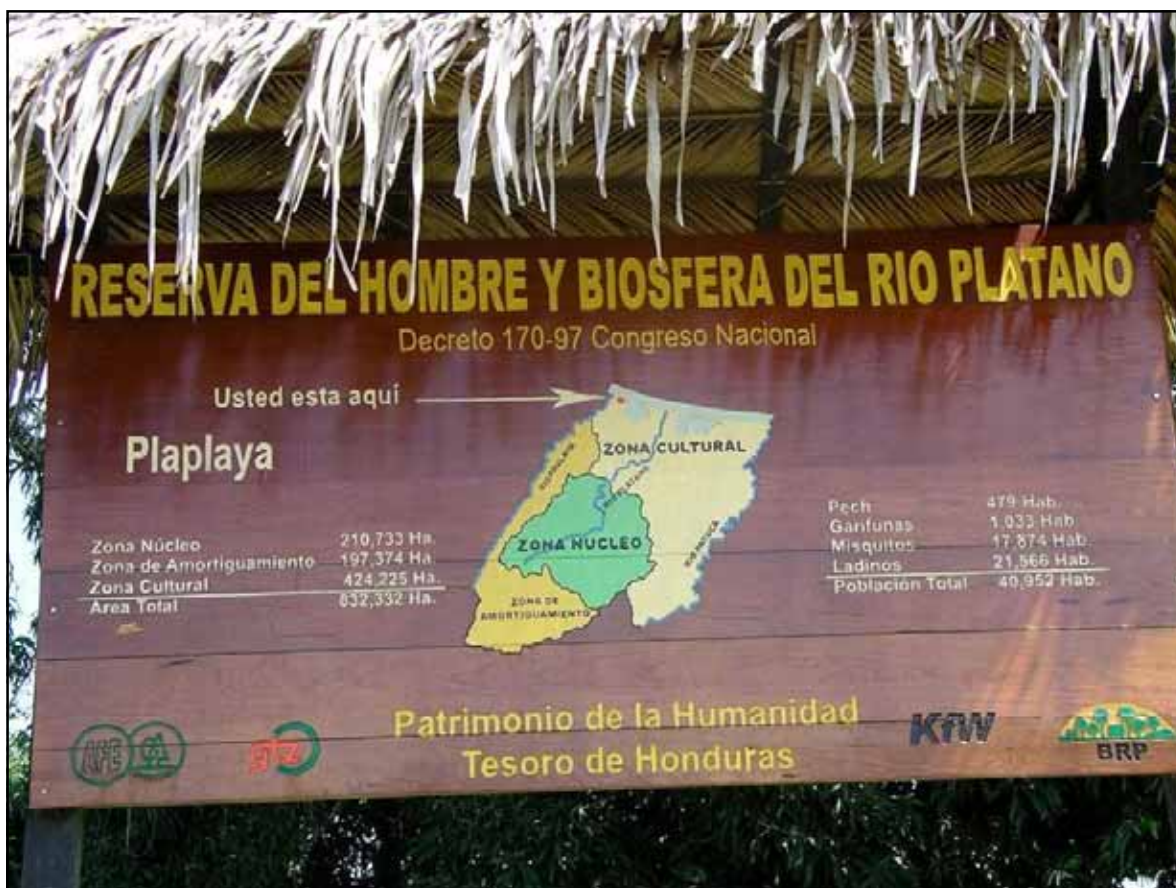 RESERVA DEL HOMBRE Y BIOSFERA DEL RIO PLATANO
Decreto 170-97 Congreso Nacional
Usted esta aquí
Plaplaya
Zona Núcleo 210,733 Ha.
Zona de Amortiguamiento 197,374 Ha.
Zona Cultural 424,225 Ha.
Área Total 832,332 Ha.
ZONA CULTURAL
ZONA NUCLEO
ZONA DE
AMORTIGUAMIENTO
Pech 479 Hab.
Garifunas 1,033 Hab.
Misquitos 17,874 Hab.
Ladinos 21,566 Hab.
Población Total 40,952 Hab.
Patrimonio de la Humanidad
Tesoro de Honduras
AFE
gtz
KfW
BRP